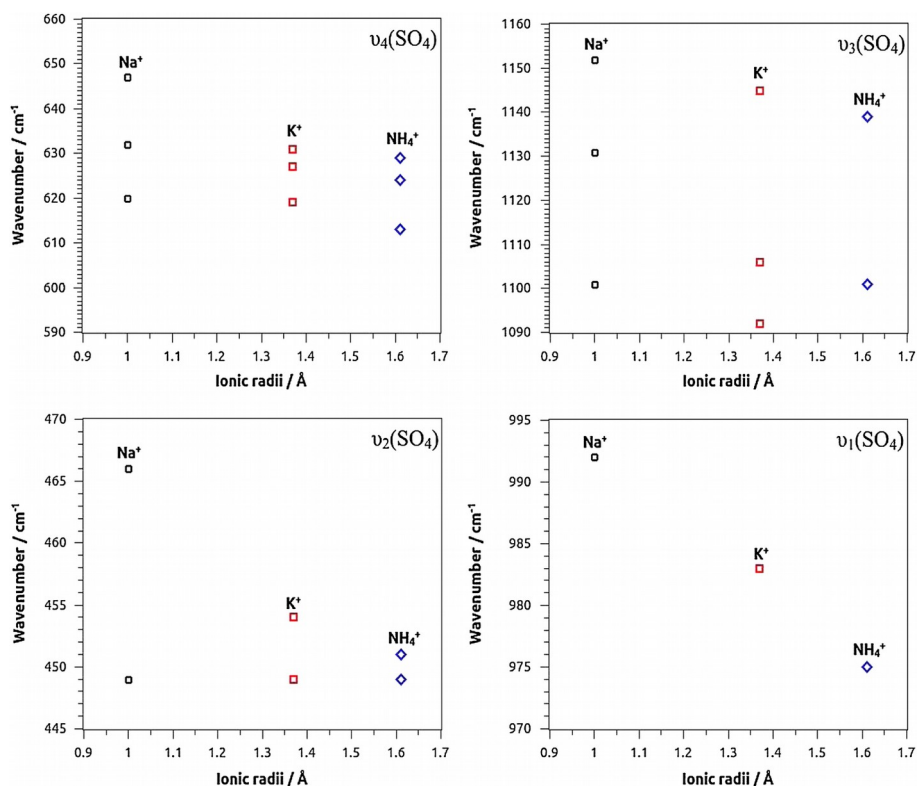 660
650
640
630
620
610
600
590
Wavenumber / cm⁻¹
υ₄(SO₄)
Na⁺
K⁺
NH₄⁺
0.9 1 1.1 1.2 1.3 1.4 1.5 1.6 1.7
Ionic radii / Å
1160
1150
1140
1130
1120
1110
1100
1090
Wavenumber / cm⁻¹
υ₃(SO₄)
Na⁺
K⁺
NH₄⁺
0.9 1 1.1 1.2 1.3 1.4 1.5 1.6 1.7
Ionic radii / Å
470
465
460
455
450
445
Wavenumber / cm⁻¹
υ₂(SO₄)
Na⁺
K⁺
NH₄⁺
0.9 1 1.1 1.2 1.3 1.4 1.5 1.6 1.7
Ionic radii / Å
995
990
985
980
975
970
Wavenumber / cm⁻¹
υ₁(SO₄)
Na⁺
K⁺
NH₄⁺
0.9 1 1.1 1.2 1.3 1.4 1.5 1.6 1.7
Ionic radii / Å